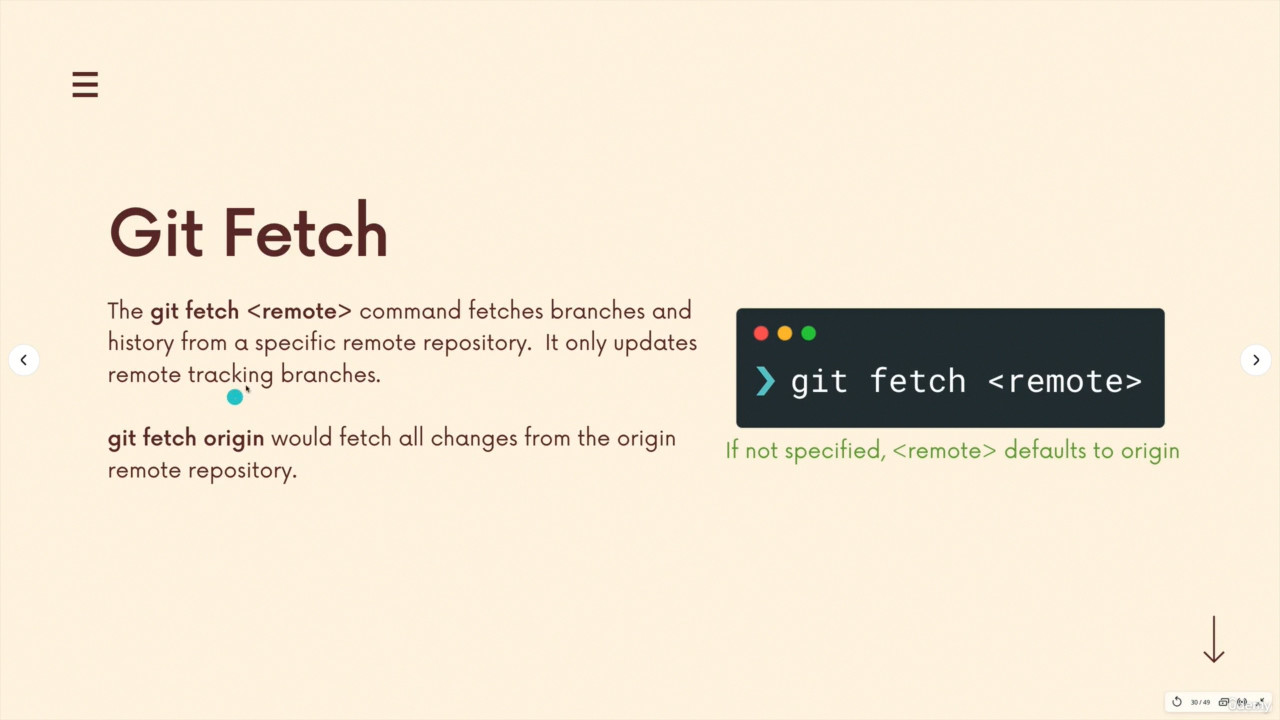 Git Fetch
The git fetch <remote> command fetches branches and
history from a specific remote repository.  It only updates
remote tracking branches.
git fetch origin would fetch all changes from the origin
remote repository.
❯ git fetch <remote>
If not specified, <remote> defaults to origin
30 / 49
Udemy